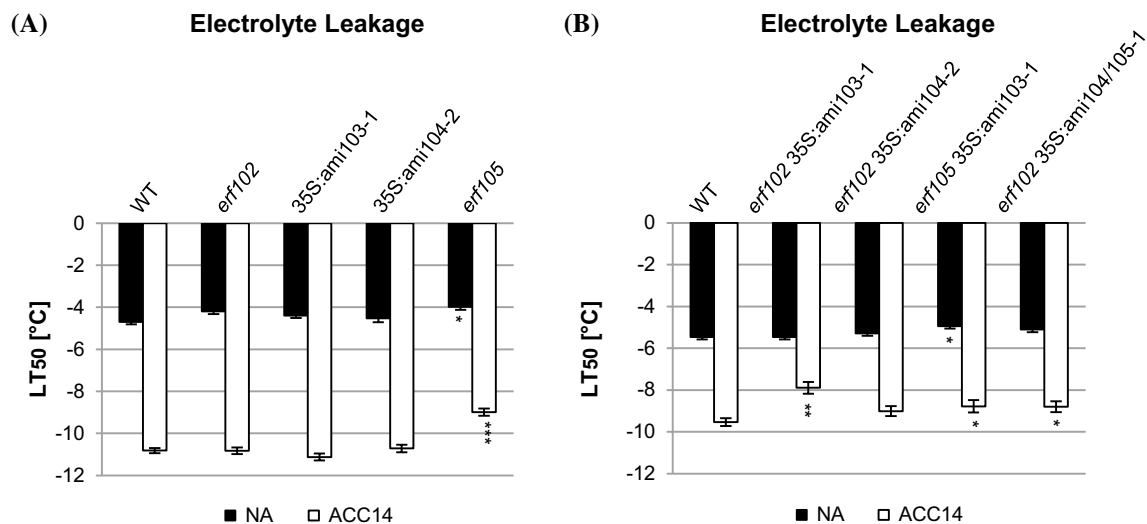 (A) Electrolyte Leakage
WT
erf102
35S:ami103-1
35S:ami104-2
erf105
0
-2
-4
-6
-8
-10
-12
LT50 [°C]
*
***
NA ACC14
(B) Electrolyte Leakage
WT
erf102 35S:ami103-1
erf102 35S:ami104-2
erf105 35S:ami103-1
erf102 35S:ami104/105-1
0
-2
-4
-6
-8
-10
-12
LT50 [°C]
**
*
*
*
NA ACC14